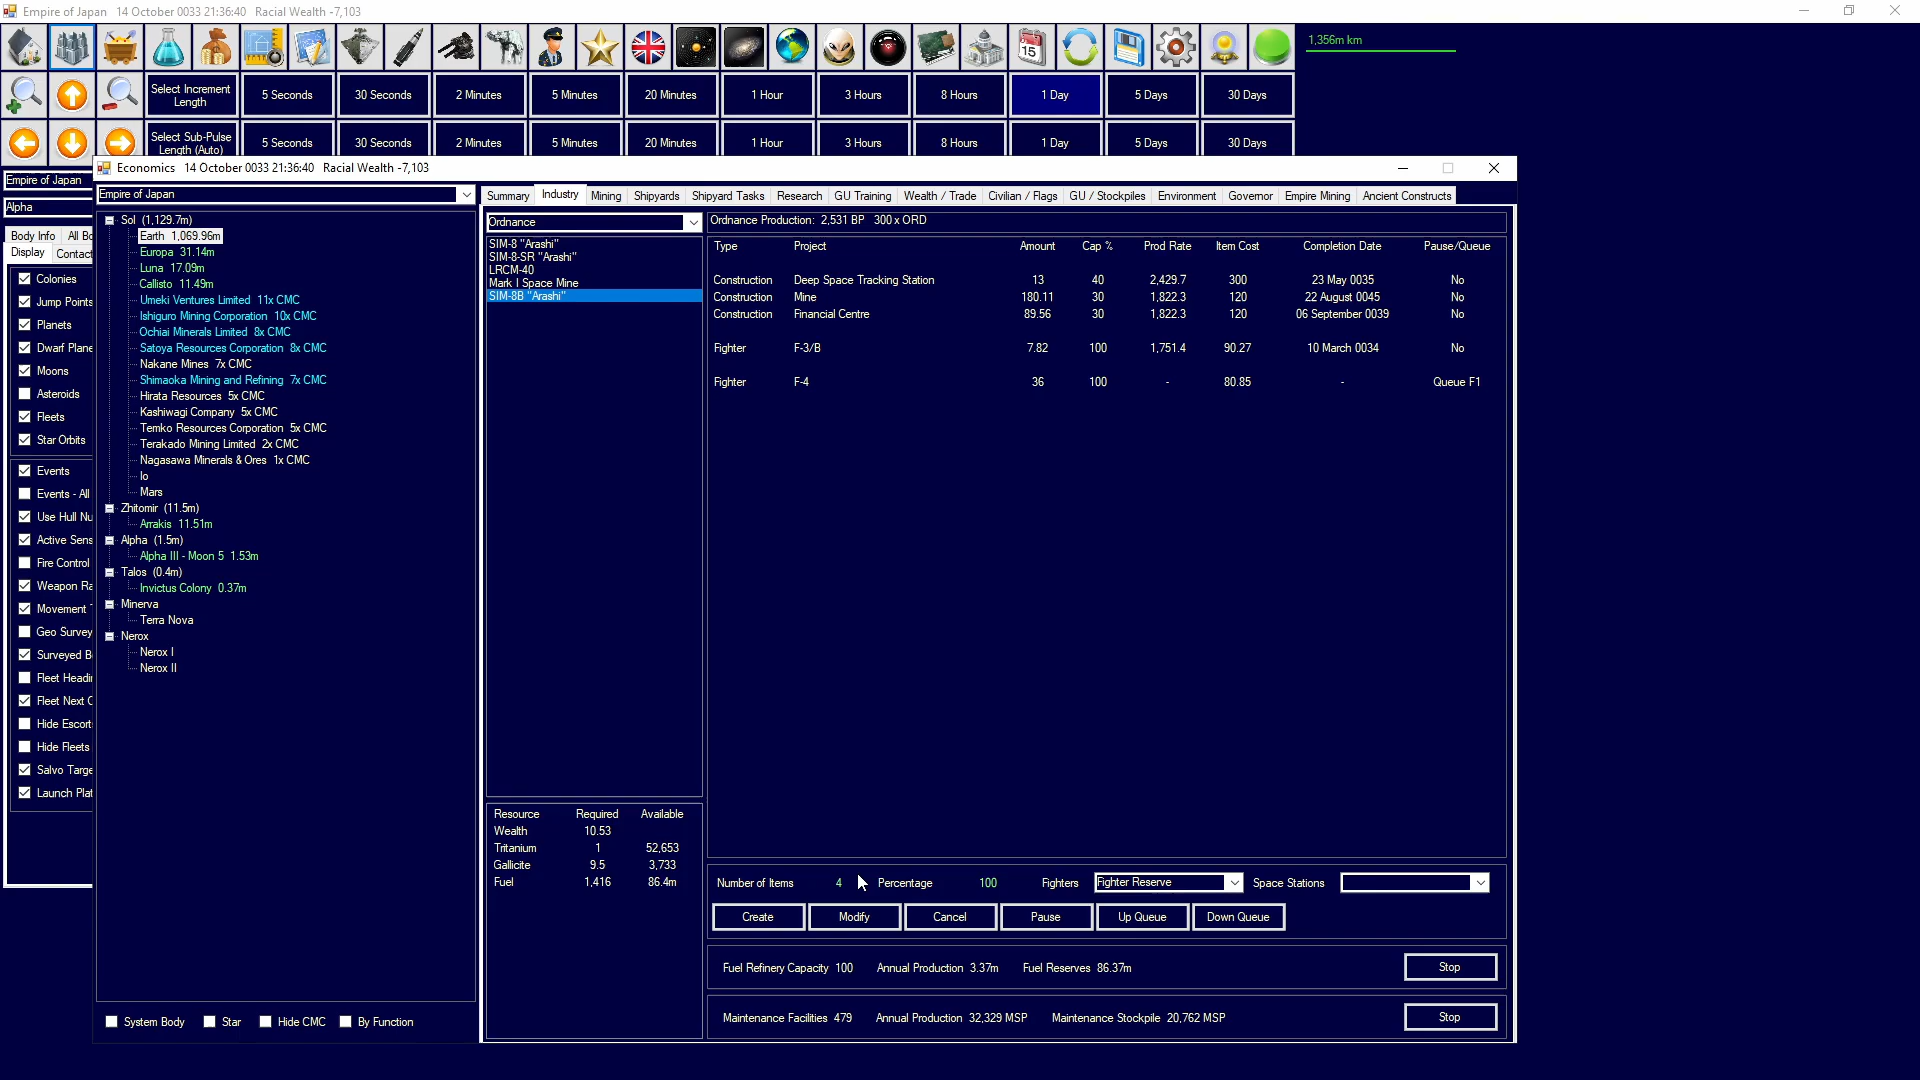 Empire of Japan   14 October 0033 21:36:40   Racial Wealth -7,103
15
1,356m km
Select Increment Length
5 Seconds
30 Seconds
2 Minutes
5 Minutes
20 Minutes
1 Hour
3 Hours
8 Hours
1 Day
5 Days
30 Days
Select Sub-Pulse Length (Auto)
5 Seconds
30 Seconds
2 Minutes
5 Minutes
20 Minutes
1 Hour
3 Hours
8 Hours
1 Day
5 Days
30 Days
Empire of Japan
Alpha
Body Info   All Bo
Display   Contact
Colonies
Jump Points
Planets
Dwarf Plane
Moons
Asteroids
Fleets
Star Orbits
Events
Events - All
Use Hull Nu
Active Sens
Fire Control
Weapon Ra
Movement
Geo Survey
Surveyed B
Fleet Headi
Fleet Next
Hide Escort
Hide Fleets
Salvo Targe
Launch Plat
Economics   14 October 0033 21:36:40   Racial Wealth -7,103
Empire of Japan
Sol (1,129.7m)
Earth 1,069.96m
Europa 31.14m
Luna 17.09m
Callisto 11.49m
Umeki Ventures Limited 11x CMC
Ishiguro Mining Corporation 10x CMC
Ochiai Minerals Limited 8x CMC
Satoya Resources Corporation 8x CMC
Nakane Mines 7x CMC
Shimaoka Mining and Refining 7x CMC
Hirata Resources 5x CMC
Kashiwagi Company 5x CMC
Temko Resources Corporation 5x CMC
Terakado Mining Limited 2x CMC
Nagasawa Minerals & Ores 1x CMC
Io
Mars
Zhitomir (11.5m)
Arrakis 11.51m
Alpha (1.5m)
Alpha III - Moon 5 1.53m
Talos (0.4m)
Invictus Colony 0.37m
Minerva
Terra Nova
Nerox
Nerox I
Nerox II
System Body   Star   Hide CMC   By Function
Summary   Industry   Mining   Shipyards   Shipyard Tasks   Research   GU Training   Wealth / Trade   Civilian / Flags   GU / Stockpiles   Environment   Governor   Empire Mining   Ancient Constructs
Ordnance
SIM-8 "Arashi"
SIM-8-SR "Arashi"
LRCM-40
Mark I Space Mine
SIM-8B "Arashi"
Resource   Required   Available
Wealth   10.53
Tritanium   1   52,653
Gallicite   9.5   3,733
Fuel   1,416   86.4m
Ordnance Production: 2,531 BP   300 x ORD
Type   Project   Amount   Cap %   Prod Rate   Item Cost   Completion Date   Pause/Queue
Construction   Deep Space Tracking Station   13   40   2,429.7   300   23 May 0035   No
Construction   Mine   180.11   30   1,822.3   120   22 August 0045   No
Construction   Financial Centre   89.56   30   1,822.3   120   06 September 0039   No
Fighter   F-3/B   7.82   100   1,751.4   90.27   10 March 0034   No
Fighter   F-4   36   100   -   80.85   -   Queue F1
Number of Items   4   Percentage   100   Fighters   Fighter Reserve   Space Stations
Create   Modify   Cancel   Pause   Up Queue   Down Queue
Fuel Refinery Capacity 100   Annual Production 3.37m   Fuel Reserves 86.37m   Stop
Maintenance Facilities 479   Annual Production 32,329 MSP   Maintenance Stockpile 20,762 MSP   Stop